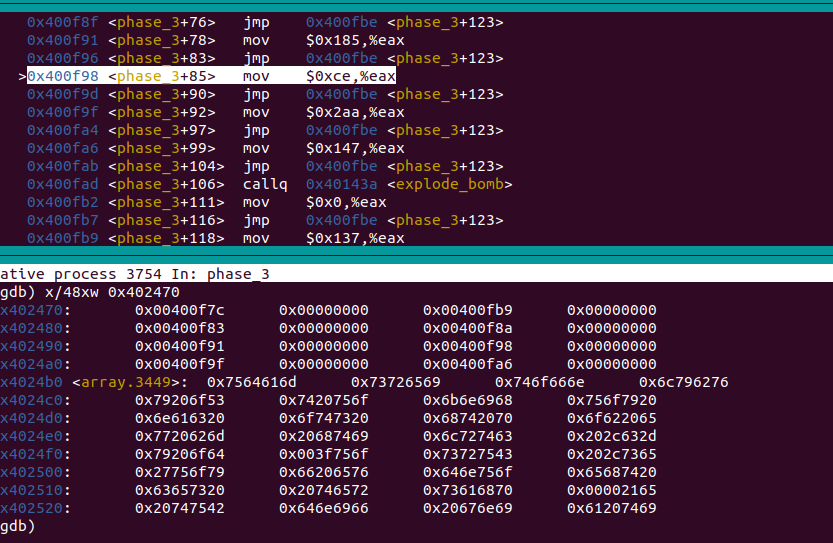 0x400f8f <phase_3+76> jmp 0x400fbe <phase_3+123>
0x400f91 <phase_3+78> mov $0x185,%eax
0x400f96 <phase_3+83> jmp 0x400fbe <phase_3+123>
>0x400f98 <phase_3+85> mov $0xce,%eax
0x400f9d <phase_3+90> jmp 0x400fbe <phase_3+123>
0x400f9f <phase_3+92> mov $0x2aa,%eax
0x400fa4 <phase_3+97> jmp 0x400fbe <phase_3+123>
0x400fa6 <phase_3+99> mov $0x147,%eax
0x400fab <phase_3+104> jmp 0x400fbe <phase_3+123>
0x400fad <phase_3+106> callq 0x40143a <explode_bomb>
0x400fb2 <phase_3+111> mov $0x0,%eax
0x400fb7 <phase_3+116> jmp 0x400fbe <phase_3+123>
0x400fb9 <phase_3+118> mov $0x137,%eax
ative process 3754 In: phase_3
gdb) x/48xw 0x402470
x402470: 0x00400f7c 0x00000000 0x00400fb9 0x00000000
x402480: 0x00400f83 0x00000000 0x00400f8a 0x00000000
x402490: 0x00400f91 0x00000000 0x00400f98 0x00000000
x4024a0: 0x00400f9f 0x00000000 0x00400fa6 0x00000000
x4024b0 <array.3449>: 0x7564616d 0x73726569 0x746f666e 0x6c796276
x4024c0: 0x79206f53 0x7420756f 0x6b6e6968 0x756f7920
x4024d0: 0x6e616320 0x6f747320 0x68742070 0x6f622065
x4024e0: 0x7720626d 0x20687469 0x6c727463 0x202c632d
x4024f0: 0x79206f64 0x003f756f 0x73727543 0x202c7365
x402500: 0x27756f79 0x66206576 0x646e756f 0x65687420
x402510: 0x63657320 0x20746572 0x73616870 0x00002165
x402520: 0x20747542 0x646e6966 0x20676e69 0x61207469
gdb)